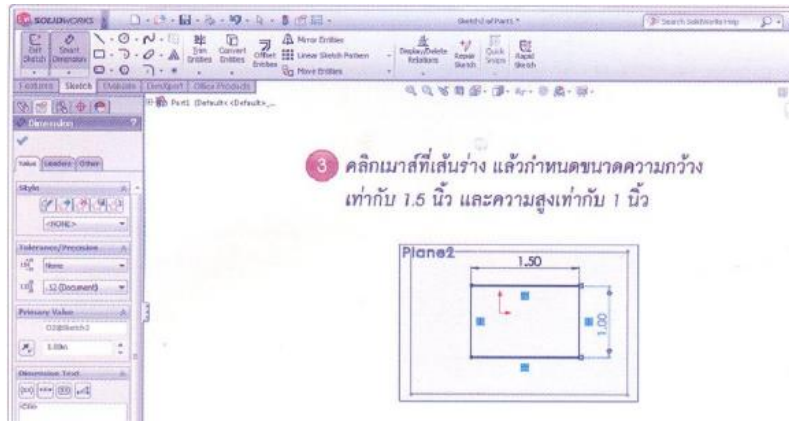 SOLIDWORKS
Sketch2 of Part1 *
Search SolidWorks Help
Exit Sketch
Smart Dimension
Trim Entities
Convert Entities
Offset Entities
Mirror Entities
Linear Sketch Pattern
Move Entities
Display/Delete Relations
Repair Sketch
Quick Snaps
Rapid Sketch
Features Sketch Evaluate DimXpert Office Products
Part1 (Default< <Default>_...
Dimension ?
Value Leaders Other
Style
<NONE>
Tolerance/Precision
None
.12 (Document)
Primary Value
D2@Sketch2
1.00in
Dimension Text
<DIM>
3 คลิกเมาส์ที่เส้นร่าง แล้วกำหนดขนาดความกว้าง
เท่ากับ 1.5 นิ้ว และความสูงเท่ากับ 1 นิ้ว
Plane2
1.50
1.00